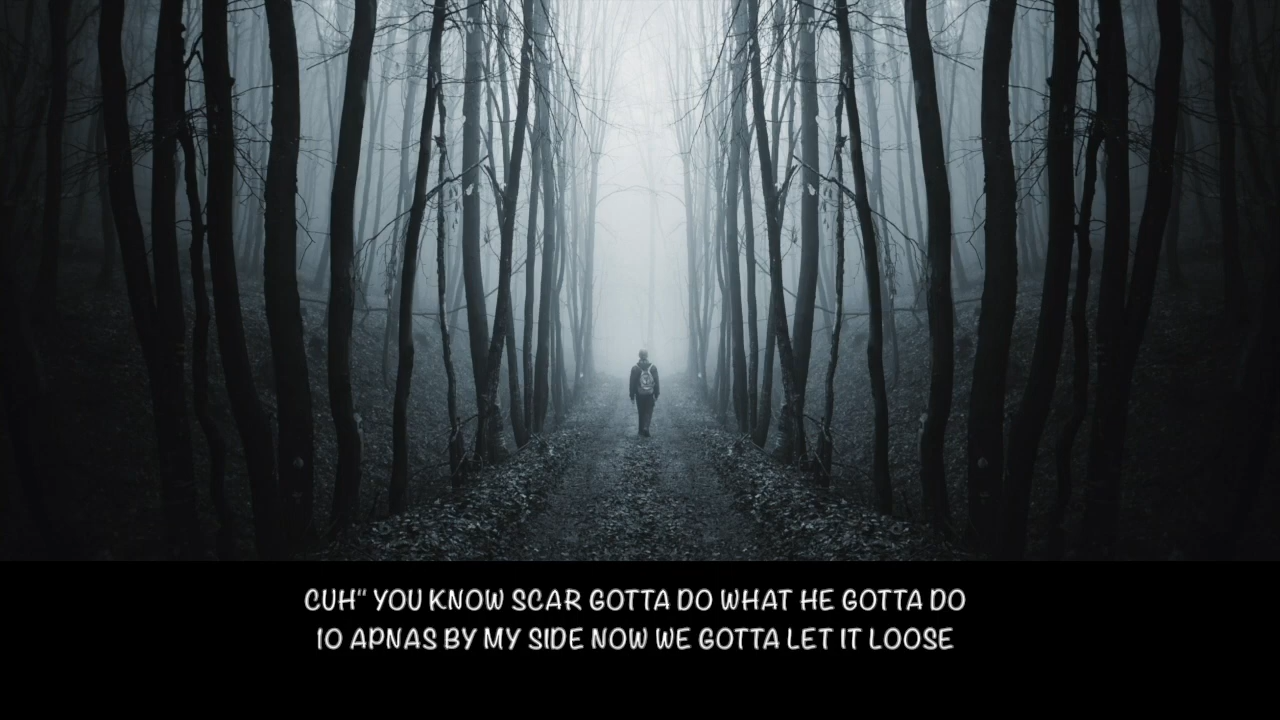 CUH" YOU KNOW SCAR GOTTA DO WHAT HE GOTTA DO
10 APNAS BY MY SIDE NOW WE GOTTA LET IT LOOSE